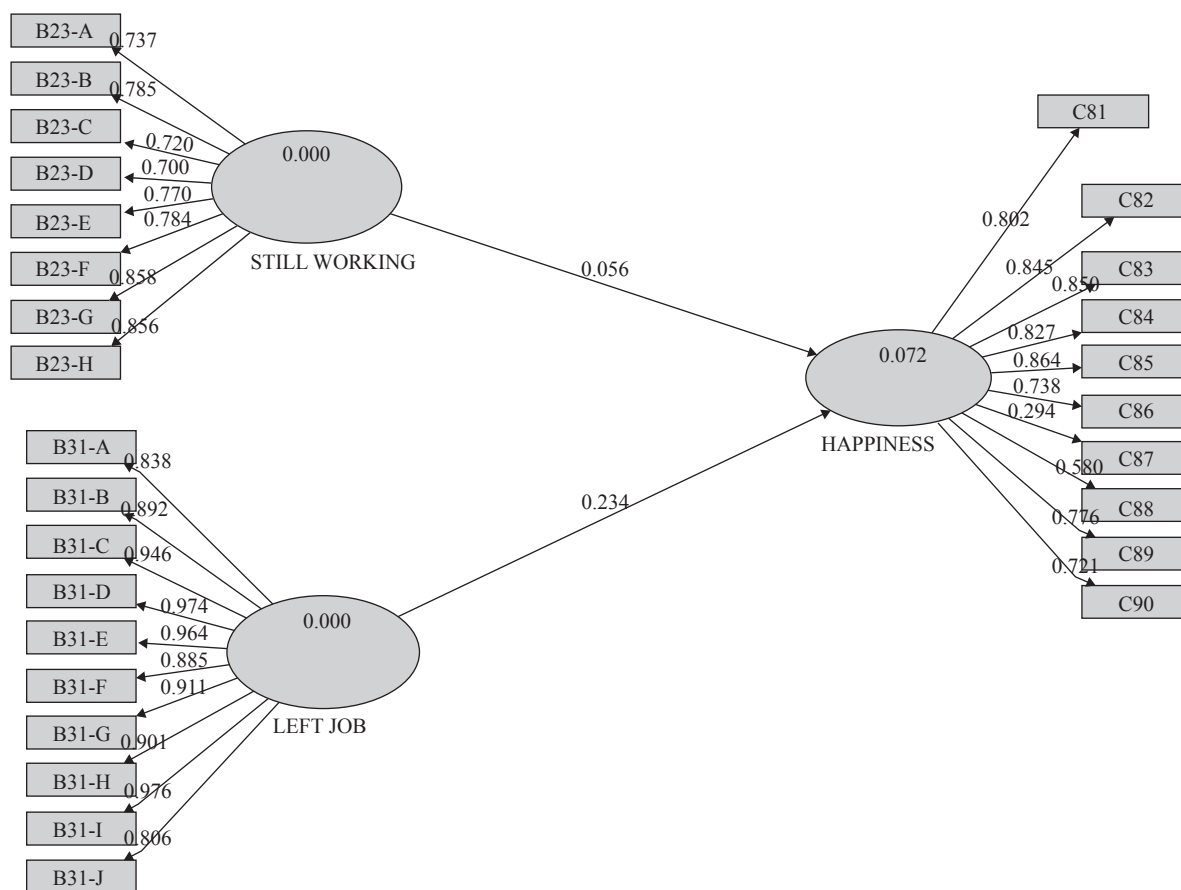 B23-A
0.737
B23-B
0.785
B23-C
0.720
B23-D
0.700
0.770
B23-E
0.784
B23-F
0.858
B23-G
0.856
B23-H
0.000
STILL WORKING
0.056
B31-A
0.838
B31-B
0.892
B31-C
0.946
B31-D
0.974
B31-E
0.964
0.885
B31-F
0.911
B31-G
0.901
B31-H
0.976
B31-I
0.806
B31-J
0.000
LEFT JOB
0.234
0.072
HAPPINESS
C81
0.802
C82
0.845
C83
0.850
C84
0.827
C85
0.864
0.738
C86
0.294
C87
0.580
C88
0.776
C89
0.721
C90